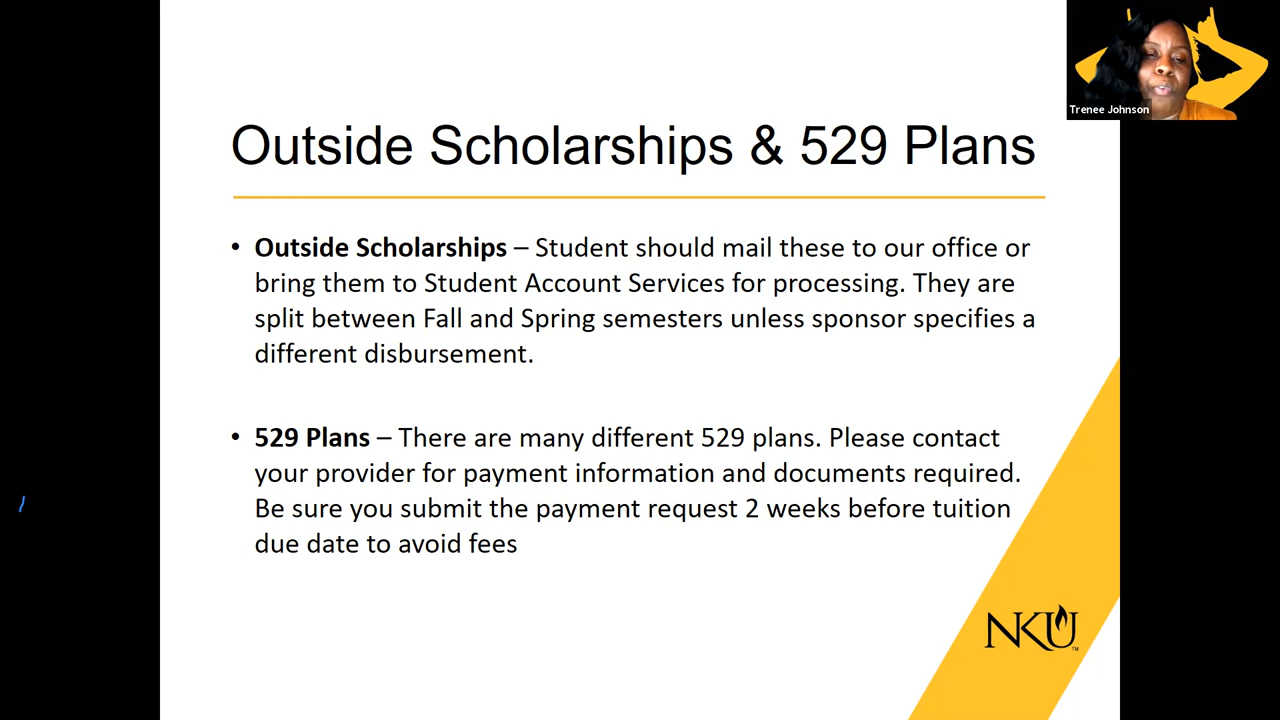 Trenee Johnson
Outside Scholarships & 529 Plans
• Outside Scholarships – Student should mail these to our office or
bring them to Student Account Services for processing. They are
split between Fall and Spring semesters unless sponsor specifies a
different disbursement.
• 529 Plans – There are many different 529 plans. Please contact
your provider for payment information and documents required.
Be sure you submit the payment request 2 weeks before tuition
due date to avoid fees
NKU™